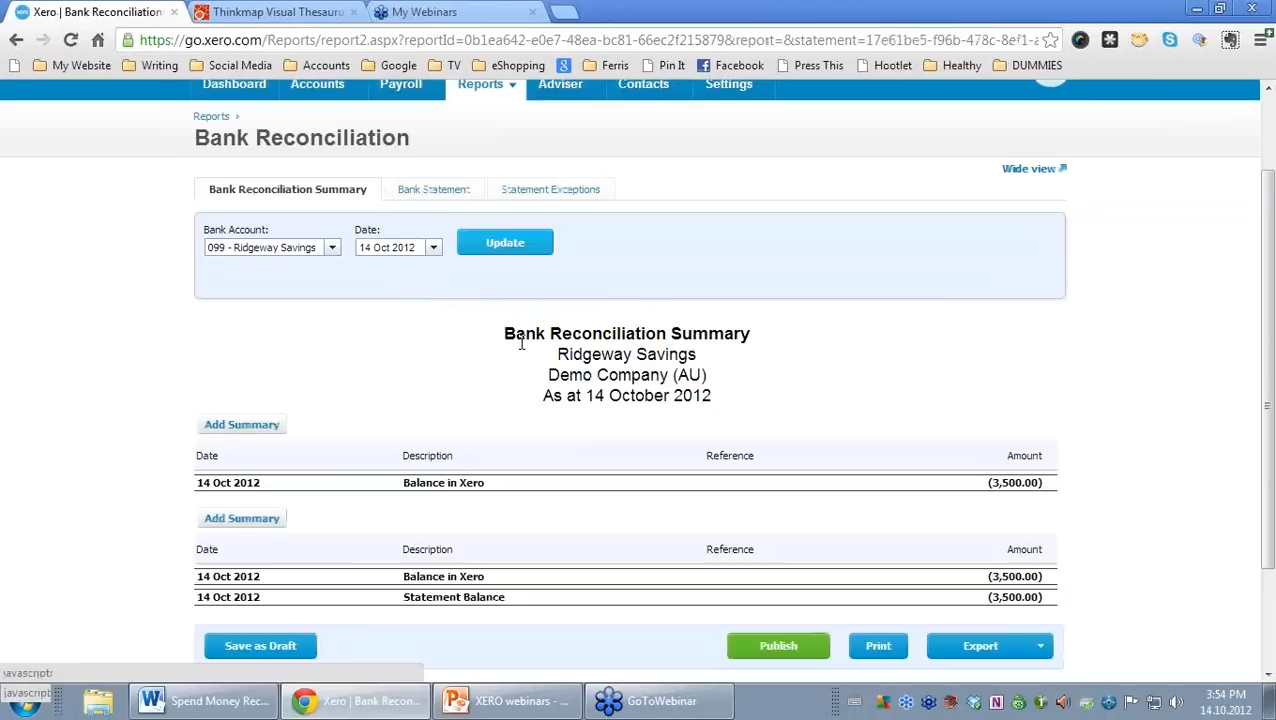 Xero | Bank Reconciliation
Thinkmap Visual Thesauru
My Webinars
https://go.xero.com/Reports/report2.aspx?reportId=0b1ea642-e0e7-48ea-bc81-66ec2f215879&report=&statement=17e61be5-f96b-478c-8ef1-a
My Website Writing Social Media Accounts Google TV eShopping Ferris Pin It Facebook Press This Hootlet Healthy DUMMIES
Dashboard Accounts Payroll Reports Adviser Contacts Settings
Reports ›
Bank Reconciliation
Wide view
Bank Reconciliation Summary Bank Statement Statement Exceptions
Bank Account: Date:
099 - Ridgeway Savings 14 Oct 2012 Update
Bank Reconciliation Summary
Ridgeway Savings
Demo Company (AU)
As at 14 October 2012
Add Summary
Date Description Reference Amount
14 Oct 2012 Balance in Xero (3,500.00)
Add Summary
Date Description Reference Amount
14 Oct 2012 Balance in Xero (3,500.00)
14 Oct 2012 Statement Balance (3,500.00)
Save as Draft Publish Print Export
javascript:
javascript:
Spend Money Rec... Xero | Bank Recon... XERO webinars - ... GoToWebinar
3:54 PM
14.10.2012